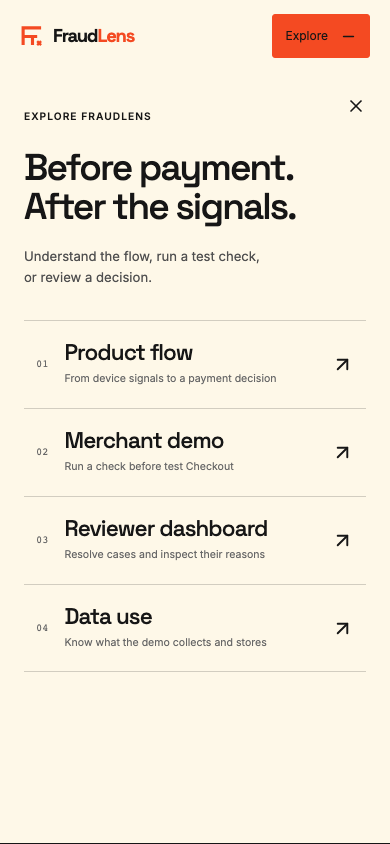 FraudLens
Explore
EXPLORE FRAUDLENS
Before payment.
After the signals.
Understand the flow, run a test check,
or review a decision.
01
Product flow
From device signals to a payment decision
02
Merchant demo
Run a check before test Checkout
03
Reviewer dashboard
Resolve cases and inspect their reasons
04
Data use
Know what the demo collects and stores